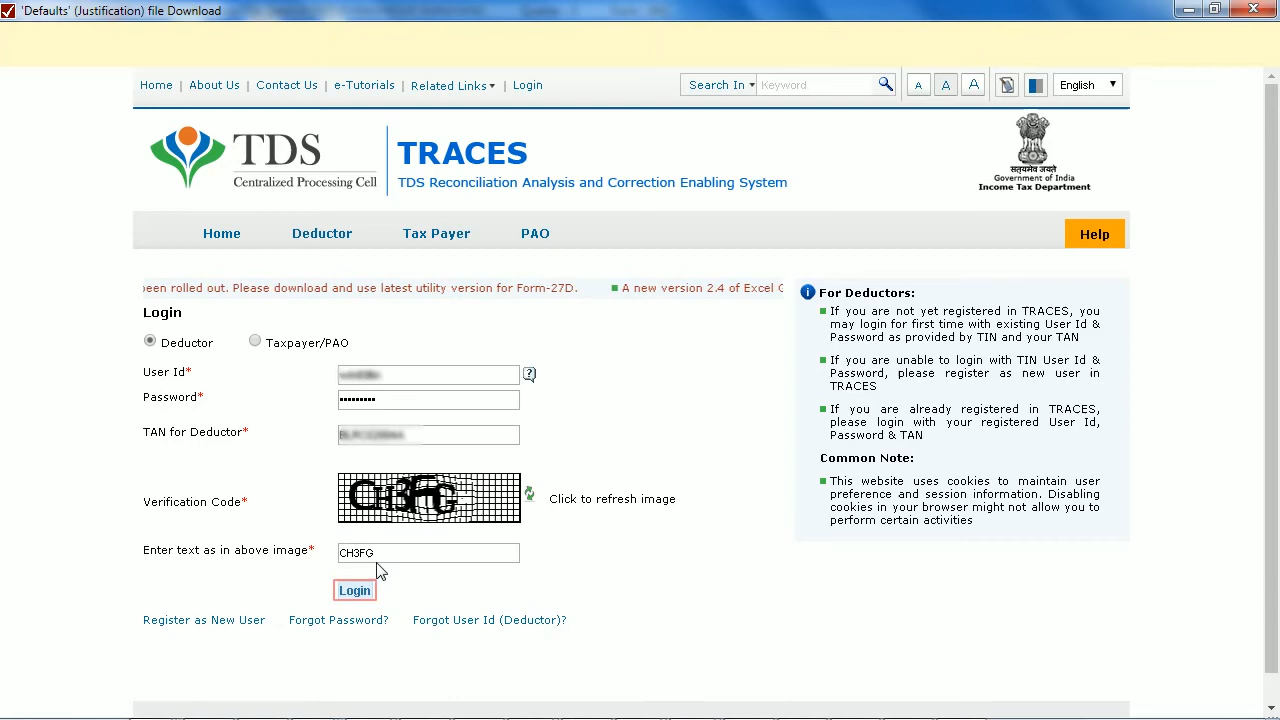 'Defaults' (Justification) file Download
Home | About Us | Contact Us | e-Tutorials | Related Links | Login
Search In Keyword A A A English
TDS
Centralized Processing Cell
TRACES
TDS Reconciliation Analysis and Correction Enabling System
सत्यमेव जयते
Government of India
Income Tax Department
Home Deductor Tax Payer PAO Help
een rolled out. Please download and use latest utility version for Form-27D. A new version 2.4 of Excel
Login
Deductor Taxpayer/PAO
User Id*
Password*
TAN for Deductor*
Verification Code* CH3FG Click to refresh image
Enter text as in above image* CH3FG
Login
Register as New User Forgot Password? Forgot User Id (Deductor)?
For Deductors:
If you are not yet registered in TRACES, you
may login for first time with existing User Id &
Password as provided by TIN and your TAN
If you are unable to login with TIN User Id &
Password, please register as new user in
TRACES
If you are already registered in TRACES,
please login with your registered User Id,
Password & TAN
Common Note:
This website uses cookies to maintain user
preference and session information. Disabling
cookies in your browser might not allow you to
perform certain activities